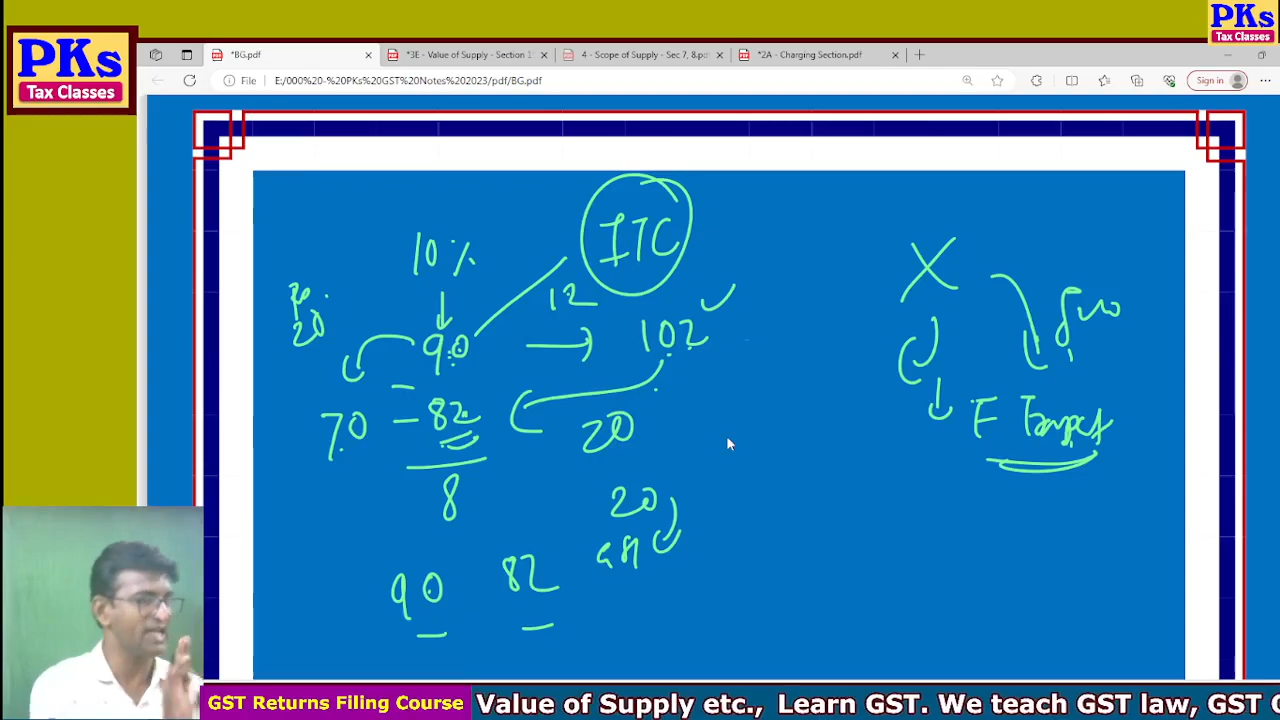 PKs
Tax Classes
PKs
Tax Classes
*BG.pdf
*3E - Value of Supply - Section 1
4 - Scope of Supply - Sec 7, 8.p
*2A - Charging Section.pdf
File
E:/000%20-%20PKs%20GST%20Notes%202023/pdf/BG.pdf
Sign in
ITC
10%
12
20
90
102
X
70
- 82
20
8
20
90
82
GST Returns Filing Course
Value of Supply etc., Learn GST. We teach GST law, GST